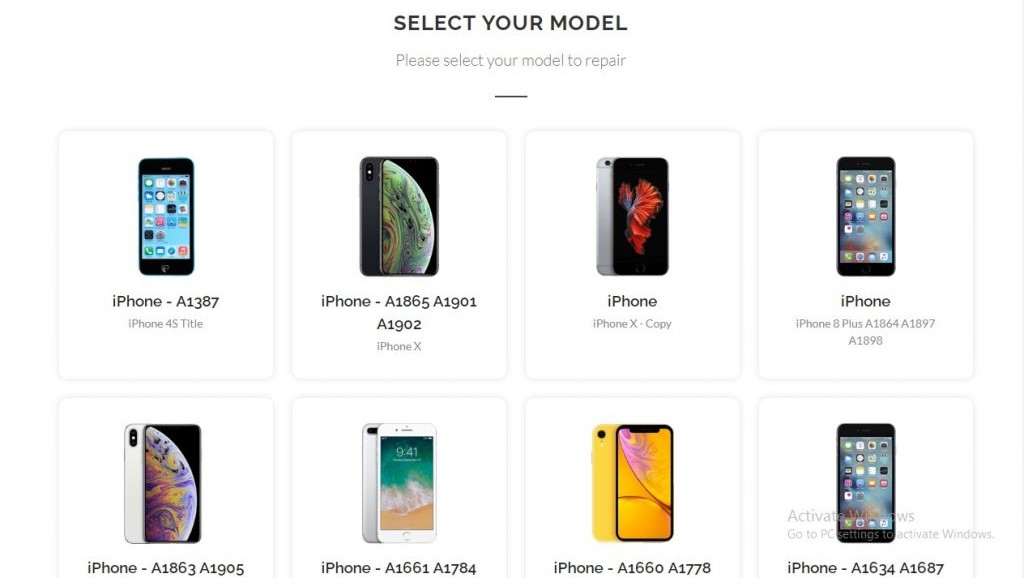 SELECT YOUR MODEL
Please select your model to repair
iPhone - A1387
iPhone 4S Title
iPhone - A1865 A1901
A1902
iPhone X
iPhone
iPhone X - Copy
iPhone
iPhone 8 Plus A1864 A1897
A1898
9:41
Activate Windows
Go to PC settings to activate Windows.
iPhone - A1863 A1905
iPhone - A1661 A1784
iPhone - A1660 A1778
iPhone - A1634 A1687